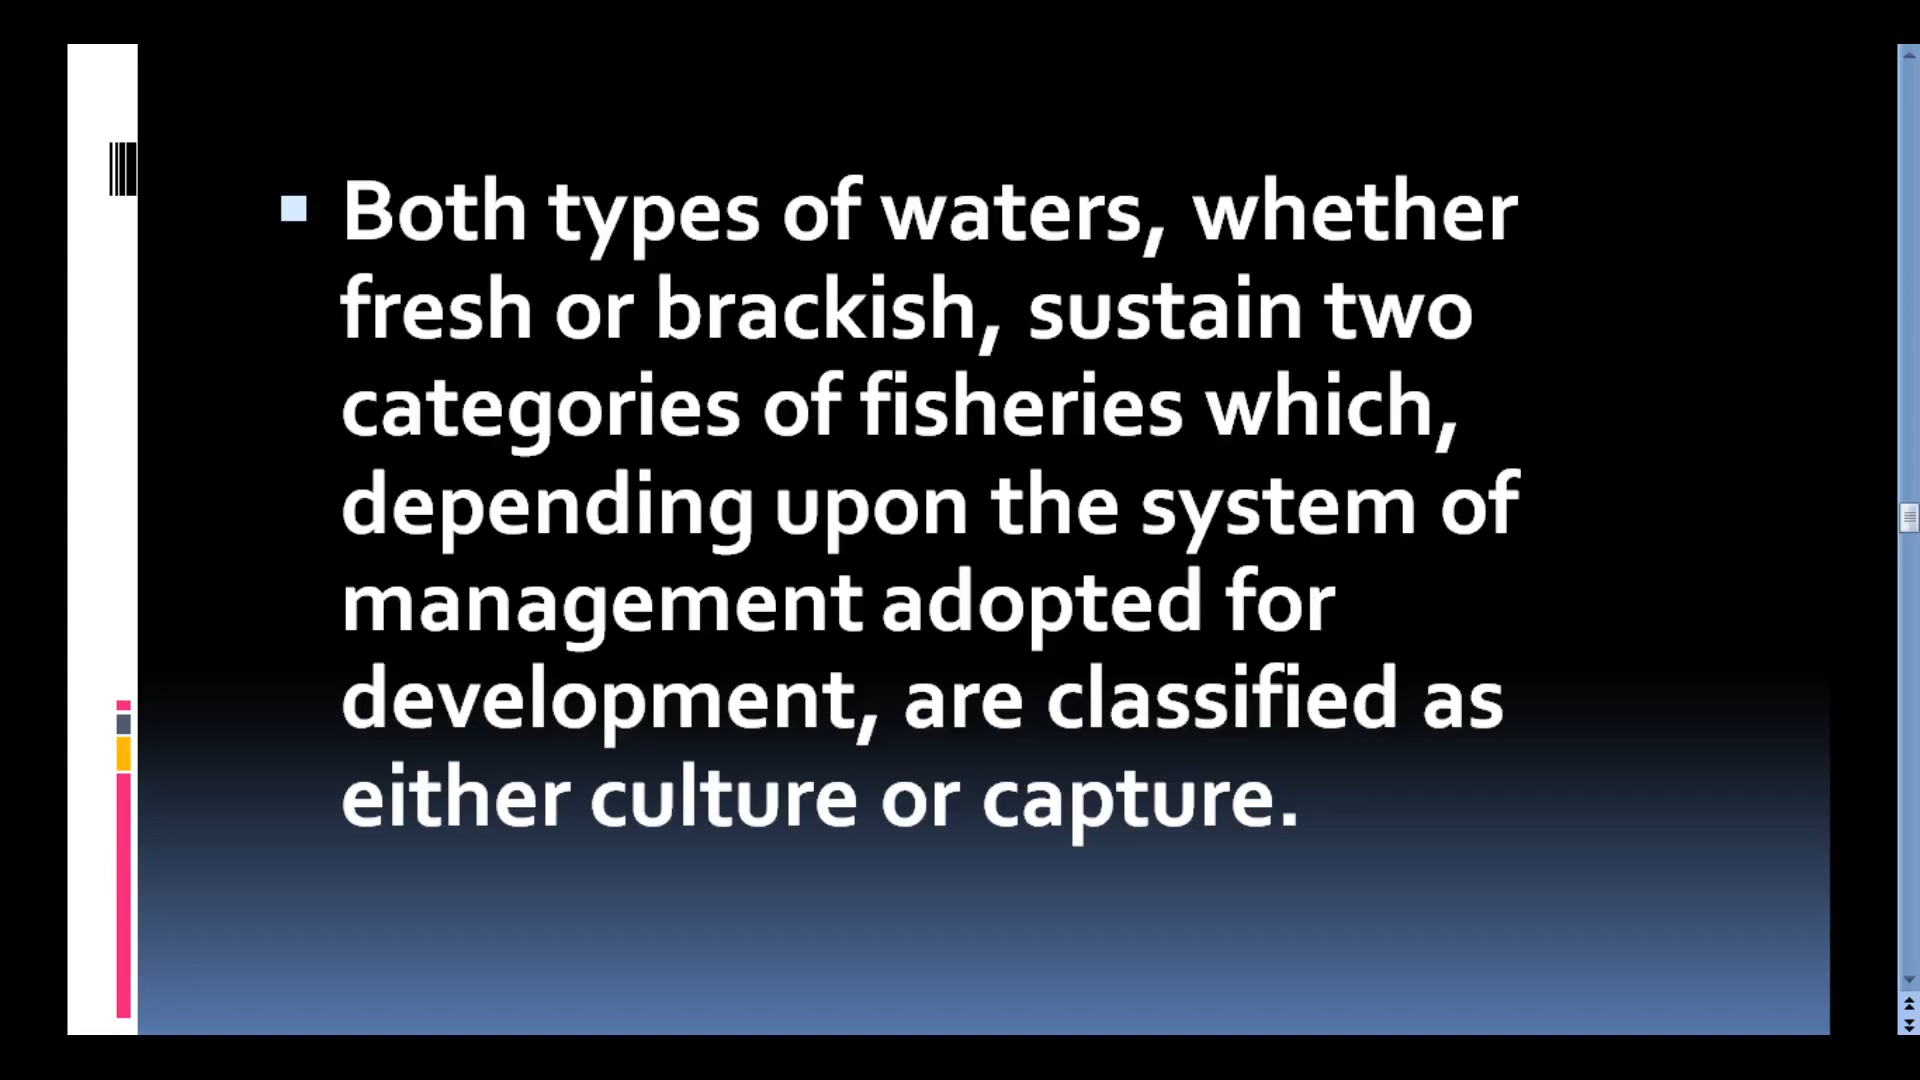 Both types of waters, whether
fresh or brackish, sustain two
categories of fisheries which,
depending upon the system of
management adopted for
development, are classified as
either culture or capture.